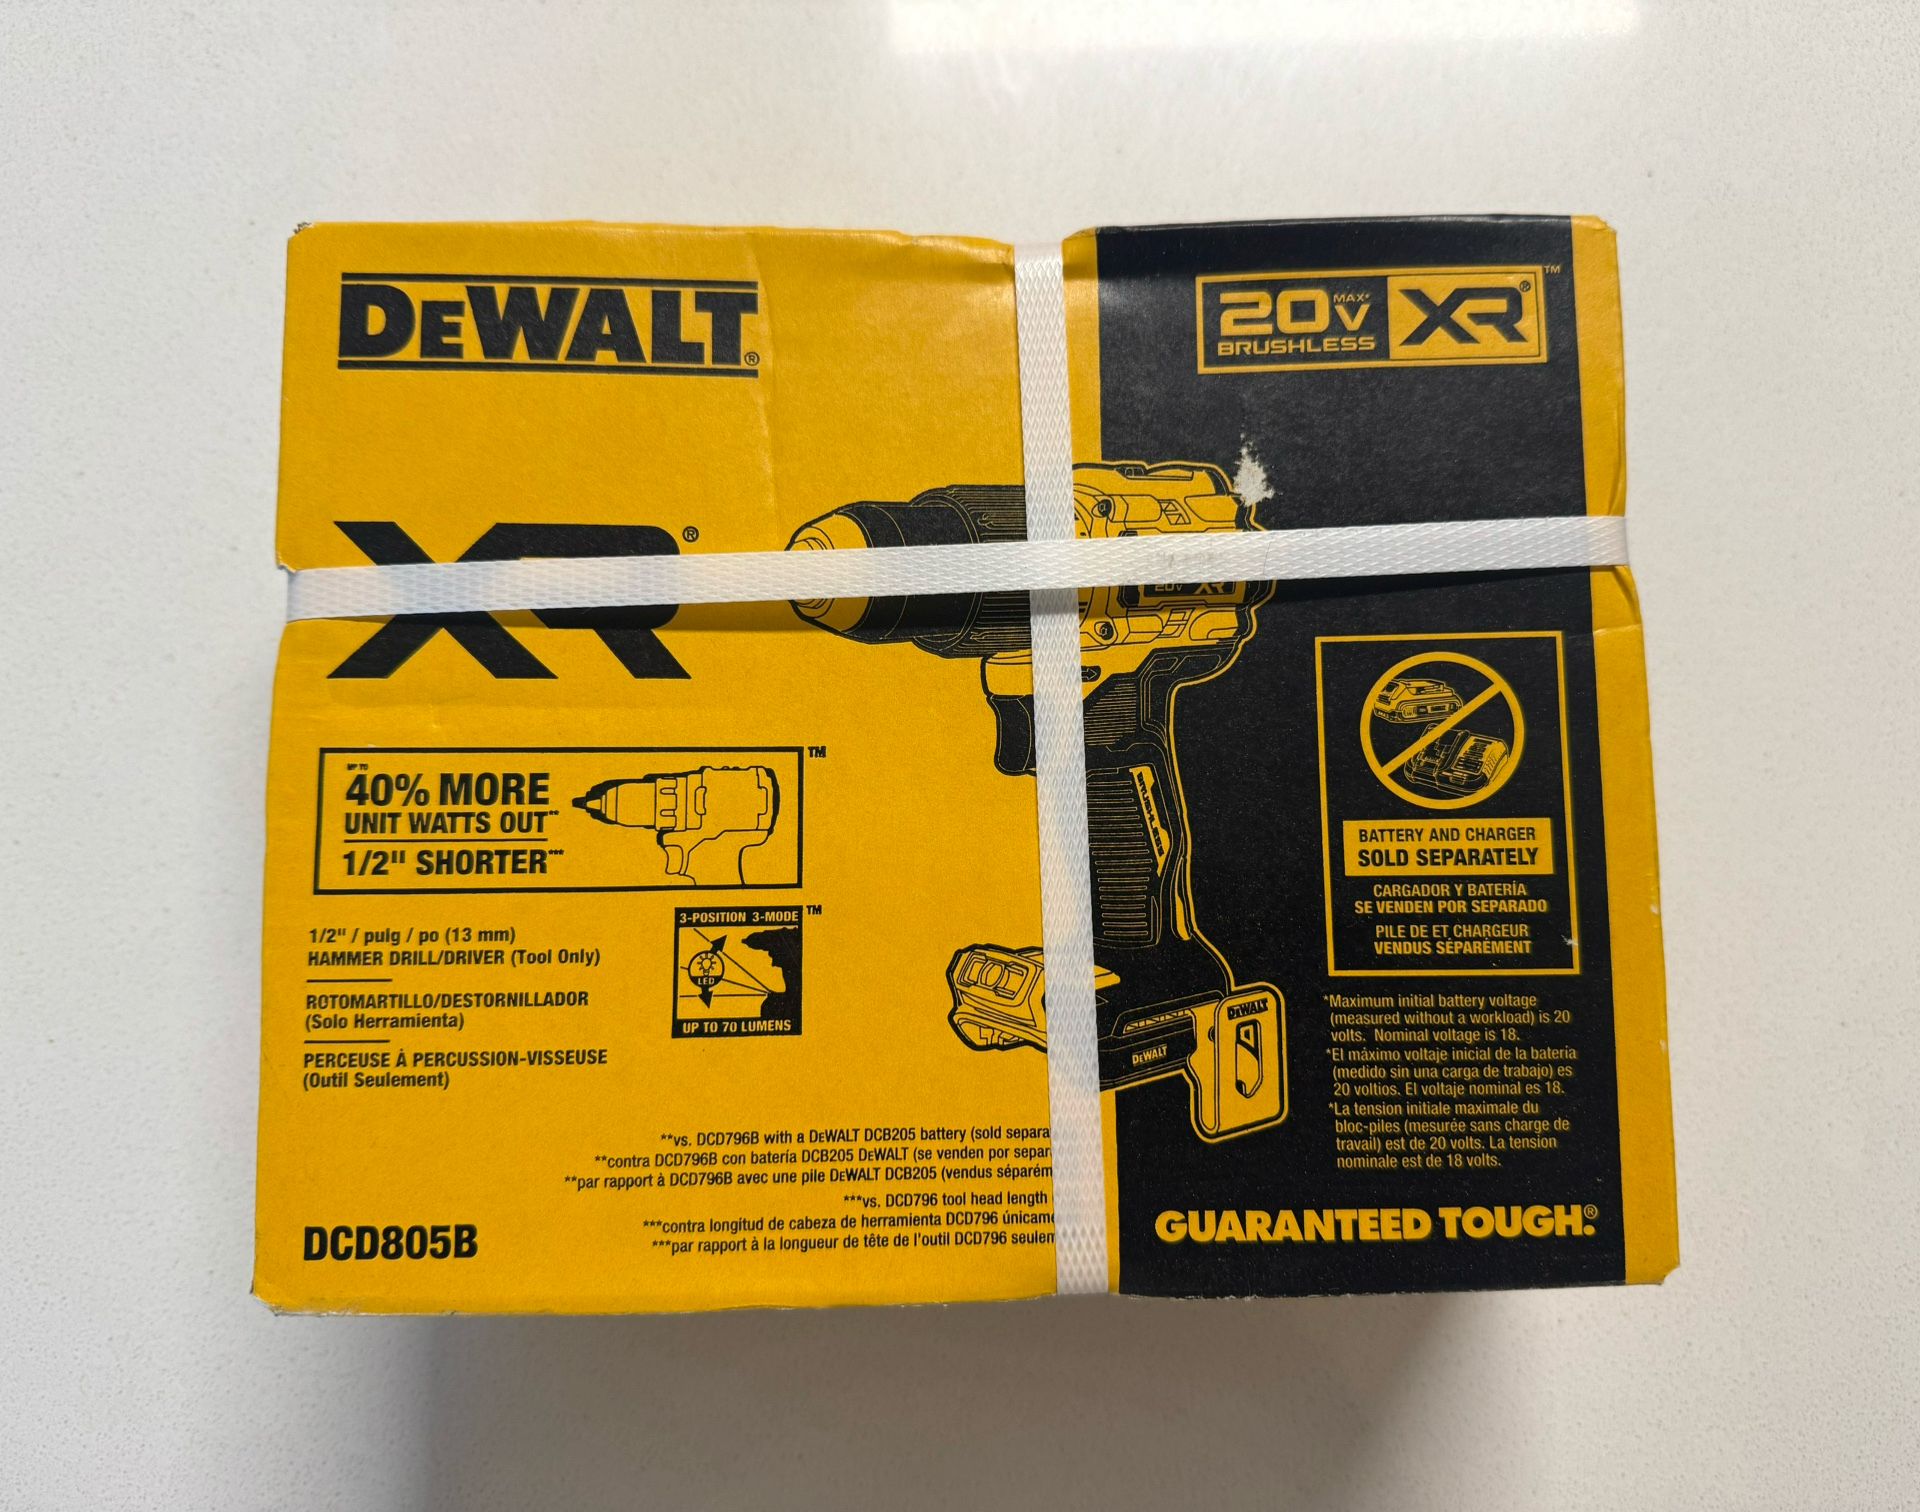 DEWALT®
20V MAX* XR® ™
BRUSHLESS
XR®
20V XR
BRUSHLESS
UP TO
40% MORE
UNIT WATTS OUT**
1/2" SHORTER***
™
1/2" / pulg / po (13 mm)
HAMMER DRILL/DRIVER (Tool Only)
ROTOMARTILLO/DESTORNILLADOR
(Solo Herramienta)
PERCEUSE À PERCUSSION-VISSEUSE
(Outil Seulement)
3-POSITION 3-MODE ™
LED
UP TO 70 LUMENS
DEWALT
DEWALT
BATTERY AND CHARGER
SOLD SEPARATELY
CARGADOR Y BATERÍA
SE VENDEN POR SEPARADO
PILE DE ET CHARGEUR
VENDUS SÉPARÉMENT
*Maximum initial battery voltage
(measured without a workload) is 20
volts. Nominal voltage is 18.
*El máximo voltaje inicial de la bateria
(medido sin una carga de trabajo) es
20 voltios. El voltaje nominal es 18.
*La tension initiale maximale du
bloc-piles (mesurée sans charge de
travail) est de 20 volts. La tension
nominale est de 18 volts.
**vs. DCD796B with a DEWALT DCB205 battery (sold separa
**contra DCD796B con batería DCB205 DEWALT (se venden por separ
**par rapport à DCD796B avec une pile DEWALT DCB205 (vendus séparém
***vs. DCD796 tool head length
***contra longitud de cabeza de herramienta DCD796 únicame
***par rapport à la longueur de tête de l'outil DCD796 seulem
DCD805B
GUARANTEED TOUGH.®